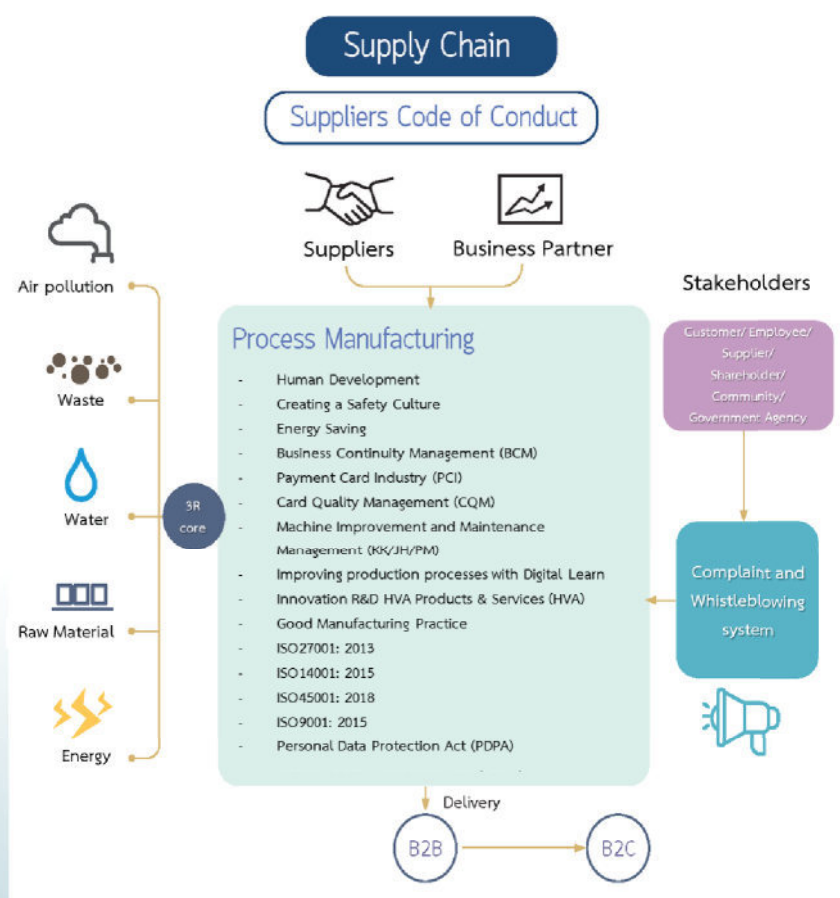 Supply Chain
Suppliers Code of Conduct
Suppliers
Business Partner
Air pollution
Waste
Water
Raw Material
Energy
3R
core
Process Manufacturing
- Human Development
- Creating a Safety Culture
- Energy Saving
- Business Continuity Management (BCM)
- Payment Card Industry (PCI)
- Card Quality Management (CQM)
- Machine Improvement and Maintenance
Management (KK/JH/PM)
- Improving production processes with Digital Learn
- Innovation R&D HVA Products & Services (HVA)
- Good Manufacturing Practice
- ISO27001: 2013
- ISO14001: 2015
- ISO45001: 2018
- ISO9001: 2015
- Personal Data Protection Act (PDPA)
Stakeholders
Customer/ Employee/
Supplier/
Shareholder/
Community/
Government Agency
Complaint and
Whistleblowing
system
Delivery
B2B
B2C